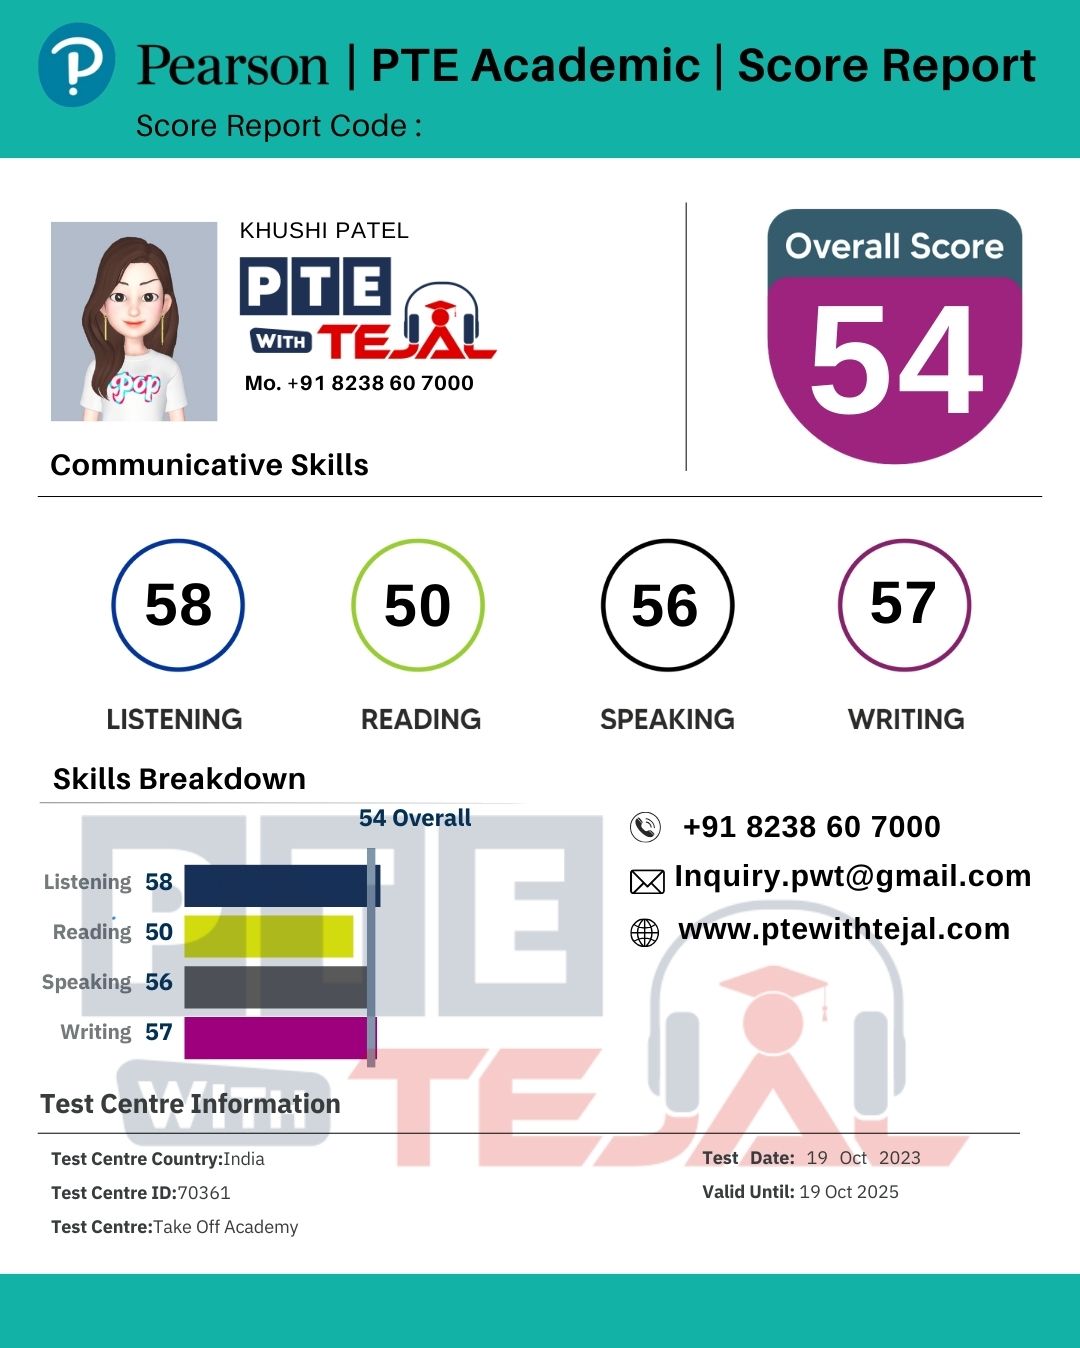 Pearson | PTE Academic | Score Report
Score Report Code :
KHUSHI PATEL
PTE
WITH TEJAL
Mo. +91 8238 60 7000
Pop
Overall Score
54
Communicative Skills
58 50 56 57
LISTENING READING SPEAKING WRITING
Skills Breakdown
54 Overall
Listening 58
Reading 50
Speaking 56
Writing 57
+91 8238 60 7000
Inquiry.pwt@gmail.com
www.ptewithtejal.com
PTE
WITH TEJAL
Test Centre Information
Test Centre Country:India
Test Centre ID:70361
Test Centre:Take Off Academy
Test Date: 19 Oct 2023
Valid Until: 19 Oct 2025